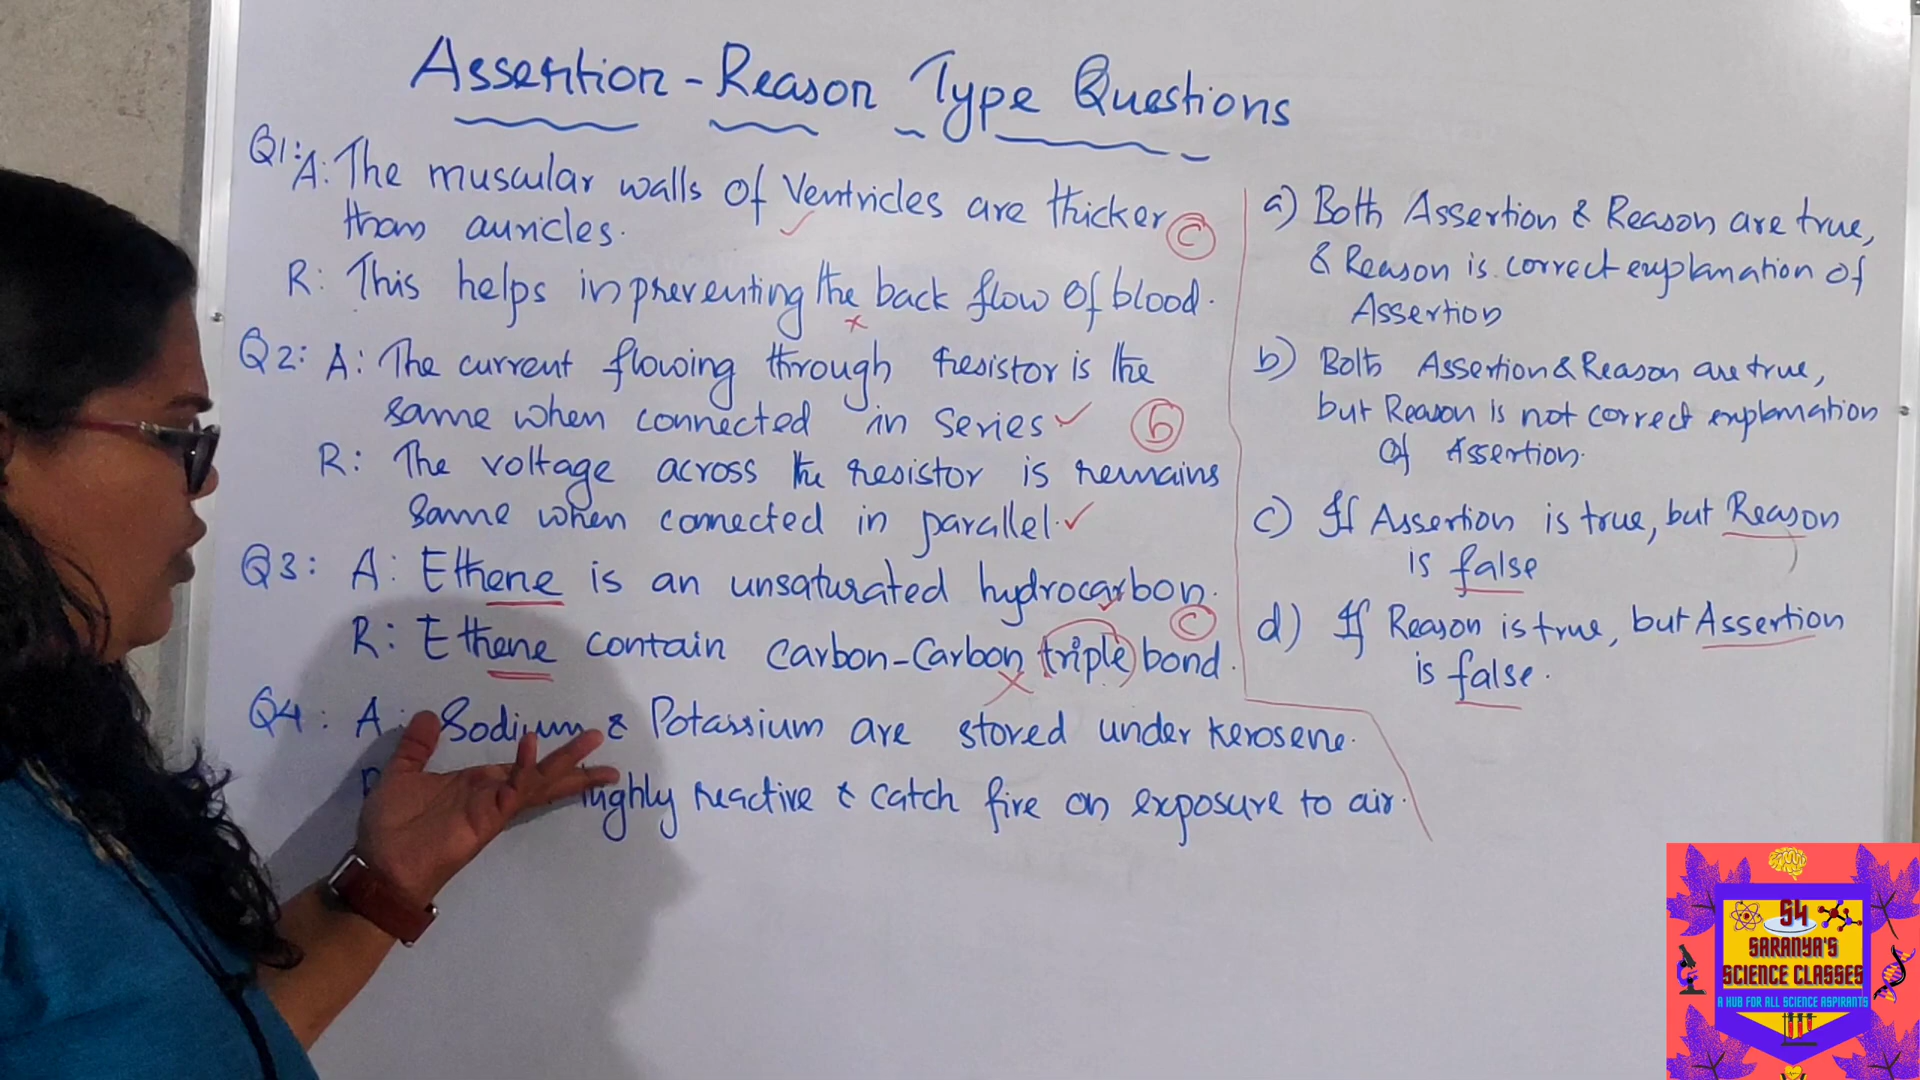 Assertion-Reason Type Questions
Q1: A: The muscular walls of Ventricles are thicker
than auricles.
C
R: This helps in preventing the back flow of blood.
Q2: A: The current flowing through resistor is the
same when connected in series
b
R: The voltage across the resistor is remains
same when connected in parallel.
Q3: A: Ethene is an unsaturated hydrocarbon.
C
R: Ethene contain carbon-Carbon triple bond.
Q4: A: Sodium & Potassium are stored under kerosene.
highly reactive & catch fire on exposure to air.
a) Both Assertion & Reason are true,
& Reason is correct explanation of
Assertion
b) Both Assertion & Reason are true,
but Reason is not correct explanation
of Assertion.
c) If Assertion is true, but Reason
is false
d) If Reason is true, but Assertion
is false.
S4
SARANYA'S
SCIENCE CLASSES
A HUB FOR ALL SCIENCE ASPIRANTS